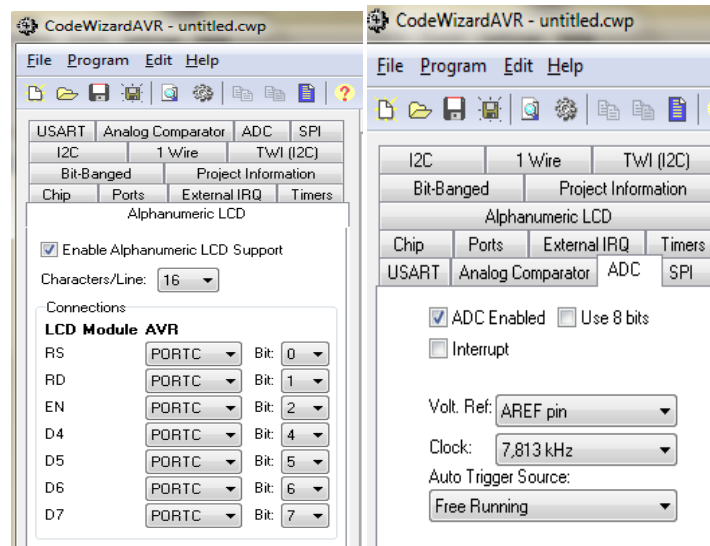 CodeWizardAVR - untitled.cwp
File Program Edit Help
USART Analog Comparator ADC SPI
I2C 1 Wire TWI (I2C)
Bit-Banged Project Information
Chip Ports External IRQ Timers
Alphanumeric LCD
Enable Alphanumeric LCD Support
Characters/Line: 16
Connections
LCD Module AVR
RS PORTC Bit: 0
RD PORTC Bit: 1
EN PORTC Bit: 2
D4 PORTC Bit: 4
D5 PORTC Bit: 5
D6 PORTC Bit: 6
D7 PORTC Bit: 7
CodeWizardAVR - untitled.cwp
File Program Edit Help
I2C 1 Wire TWI (I2C)
Bit-Banged Project Information
Alphanumeric LCD
Chip Ports External IRQ Timers
USART Analog Comparator ADC SPI
ADC Enabled Use 8 bits
Interrupt
Volt. Ref: AREF pin
Clock: 7,813 kHz
Auto Trigger Source:
Free Running